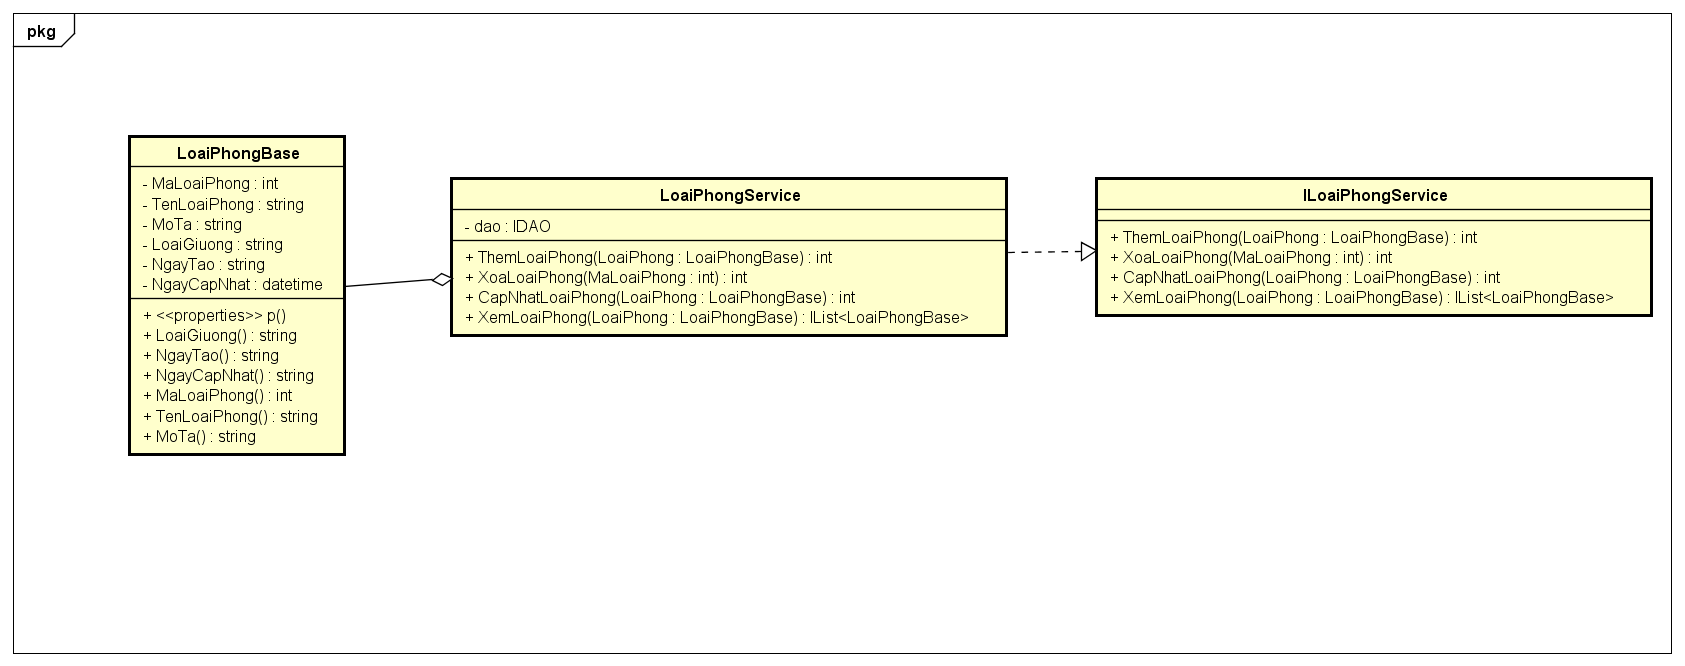 pkg
LoaiPhongBase
- MaLoaiPhong : int
- TenLoaiPhong : string
- MoTa : string
- LoaiGiuong : string
- NgayTao : string
- NgayCapNhat : datetime
+ <<properties>> p()
+ LoaiGiuong() : string
+ NgayTao() : string
+ NgayCapNhat() : string
+ MaLoaiPhong() : int
+ TenLoaiPhong() : string
+ MoTa() : string
LoaiPhongService
- dao : IDAO
+ ThemLoaiPhong(LoaiPhong : LoaiPhongBase) : int
+ XoaLoaiPhong(MaLoaiPhong : int) : int
+ CapNhatLoaiPhong(LoaiPhong : LoaiPhongBase) : int
+ XemLoaiPhong(LoaiPhong : LoaiPhongBase) : IList<LoaiPhongBase>
ILoaiPhongService
+ ThemLoaiPhong(LoaiPhong : LoaiPhongBase) : int
+ XoaLoaiPhong(MaLoaiPhong : int) : int
+ CapNhatLoaiPhong(LoaiPhong : LoaiPhongBase) : int
+ XemLoaiPhong(LoaiPhong : LoaiPhongBase) : IList<LoaiPhongBase>